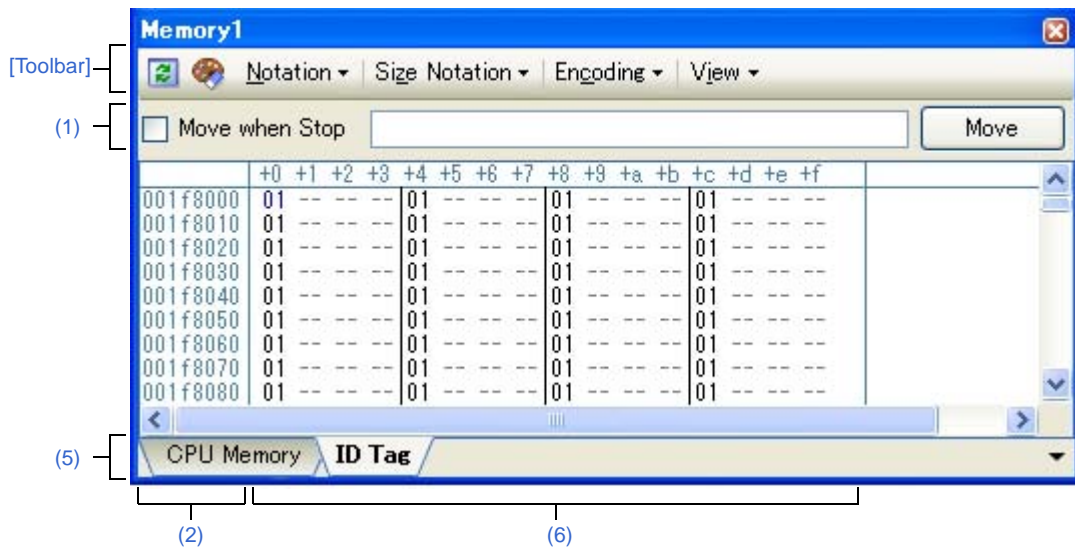 Memory1
[Toolbar]
Notation Size Notation Encoding View
(1)
Move when Stop Move
+0 +1 +2 +3 +4 +5 +6 +7 +8 +9 +a +b +c +d +e +f
001f8000 01 -- -- -- 01 -- -- -- 01 -- -- -- 01 -- -- --
001f8010 01 -- -- -- 01 -- -- -- 01 -- -- -- 01 -- -- --
001f8020 01 -- -- -- 01 -- -- -- 01 -- -- -- 01 -- -- --
001f8030 01 -- -- -- 01 -- -- -- 01 -- -- -- 01 -- -- --
001f8040 01 -- -- -- 01 -- -- -- 01 -- -- -- 01 -- -- --
001f8050 01 -- -- -- 01 -- -- -- 01 -- -- -- 01 -- -- --
001f8060 01 -- -- -- 01 -- -- -- 01 -- -- -- 01 -- -- --
001f8070 01 -- -- -- 01 -- -- -- 01 -- -- -- 01 -- -- --
001f8080 01 -- -- -- 01 -- -- -- 01 -- -- -- 01 -- -- --
(5)
CPU Memory ID Tag
(2) (6)